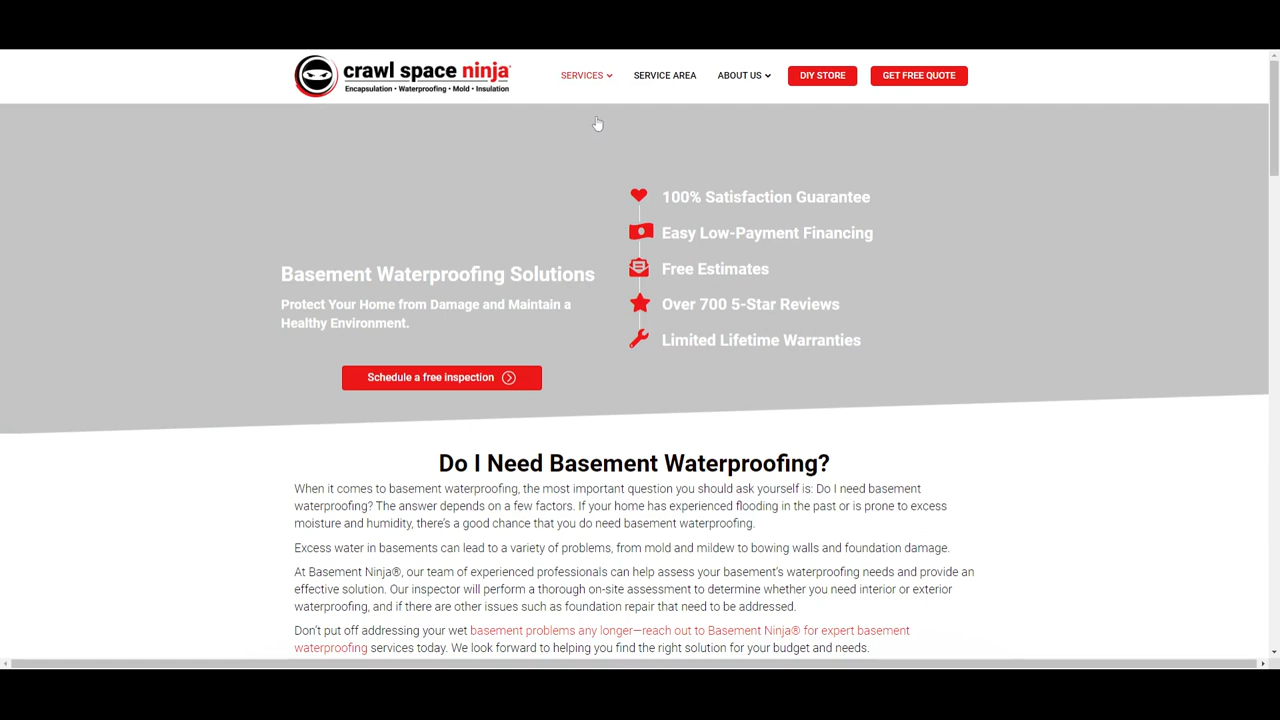 crawl space ninja®
Encapsulation • Waterproofing • Mold • Insulation
SERVICES
SERVICE AREA
ABOUT US
DIY STORE
GET FREE QUOTE
Basement Waterproofing Solutions
Protect Your Home from Damage and Maintain a
Healthy Environment.
Schedule a free inspection
100% Satisfaction Guarantee
Easy Low-Payment Financing
Free Estimates
Over 700 5-Star Reviews
Limited Lifetime Warranties
Do I Need Basement Waterproofing?
When it comes to basement waterproofing, the most important question you should ask yourself is: Do I need basement
waterproofing? The answer depends on a few factors. If your home has experienced flooding in the past or is prone to excess
moisture and humidity, there’s a good chance that you do need basement waterproofing.
Excess water in basements can lead to a variety of problems, from mold and mildew to bowing walls and foundation damage.
At Basement Ninja®, our team of experienced professionals can help assess your basement’s waterproofing needs and provide an
effective solution. Our inspector will perform a thorough on-site assessment to determine whether you need interior or exterior
waterproofing, and if there are other issues such as foundation repair that need to be addressed.
Don’t put off addressing your wet basement problems any longer—reach out to Basement Ninja® for expert basement
waterproofing services today. We look forward to helping you find the right solution for your budget and needs.